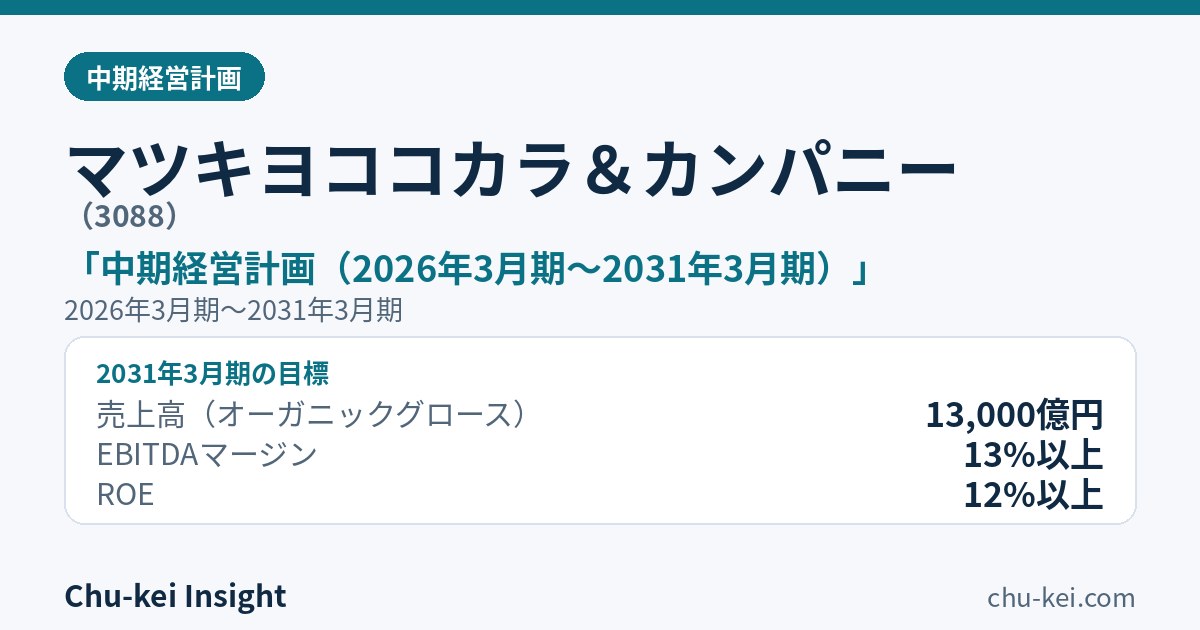 中期経営計画
マツキヨココカラ＆カンパニー
（3088）
「中期経営計画（2026年3月期〜2031年3月期）」
2026年3月期〜2031年3月期
2031年3月期の目標
売上高（オーガニックグロース） 13,000億円
EBITDAマージン 13%以上
ROE 12%以上
Chu-kei Insight chu-kei.com